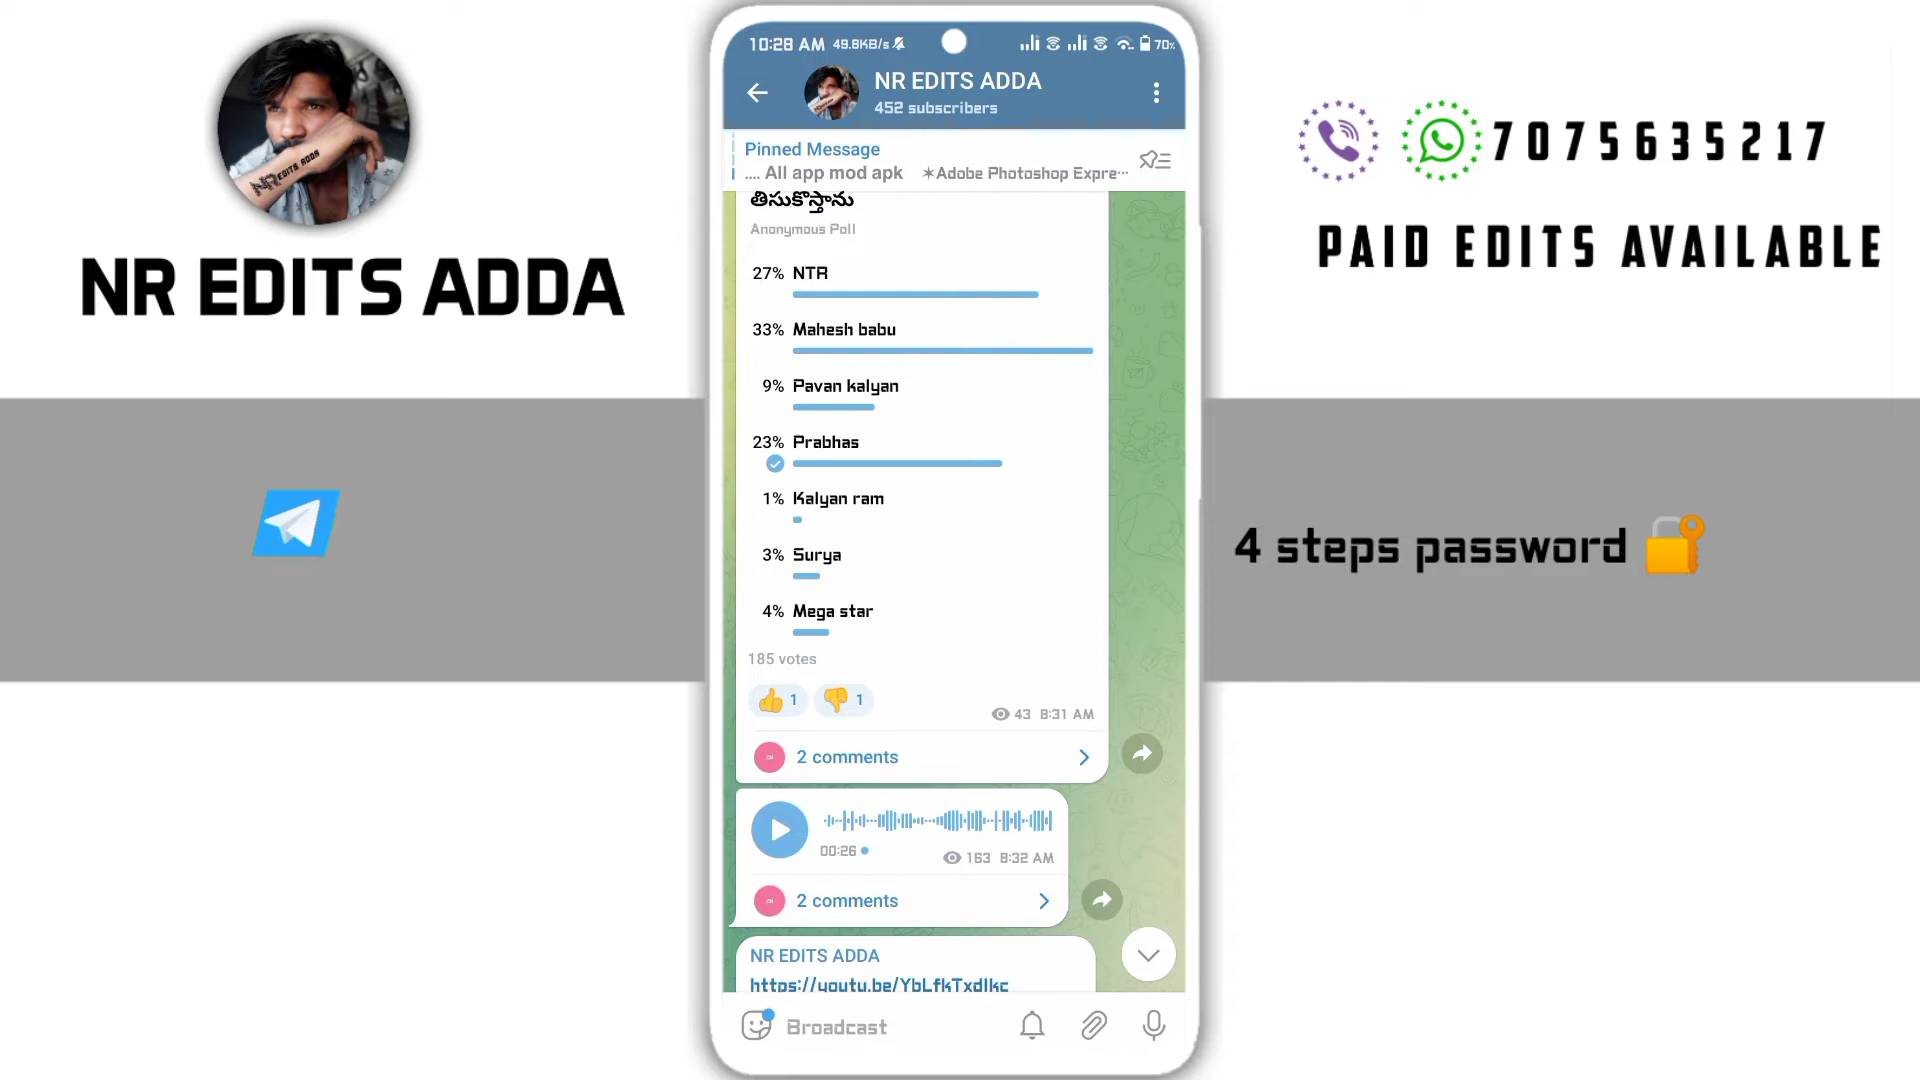 NR EDITS ADDA
NR EDITS ADDA
7075635217
PAID EDITS AVAILABLE
4 steps password
10:28 AM 49.8KB/s 70%
NR EDITS ADDA
452 subscribers
Pinned Message
.... All app mod apk ✶Adobe Photoshop Expre...
తిసుకొస్తాను
Anonymous Poll
27% NTR
33% Mahesh babu
9% Pavan kalyan
23% Prabhas
1% Kalyan ram
3% Surya
4% Mega star
185 votes
👍 1 👎 1
43 8:31 AM
2 comments
00:26
163 8:32 AM
2 comments
NR EDITS ADDA
https://youtu.be/YbLfkTxdlkc
Broadcast